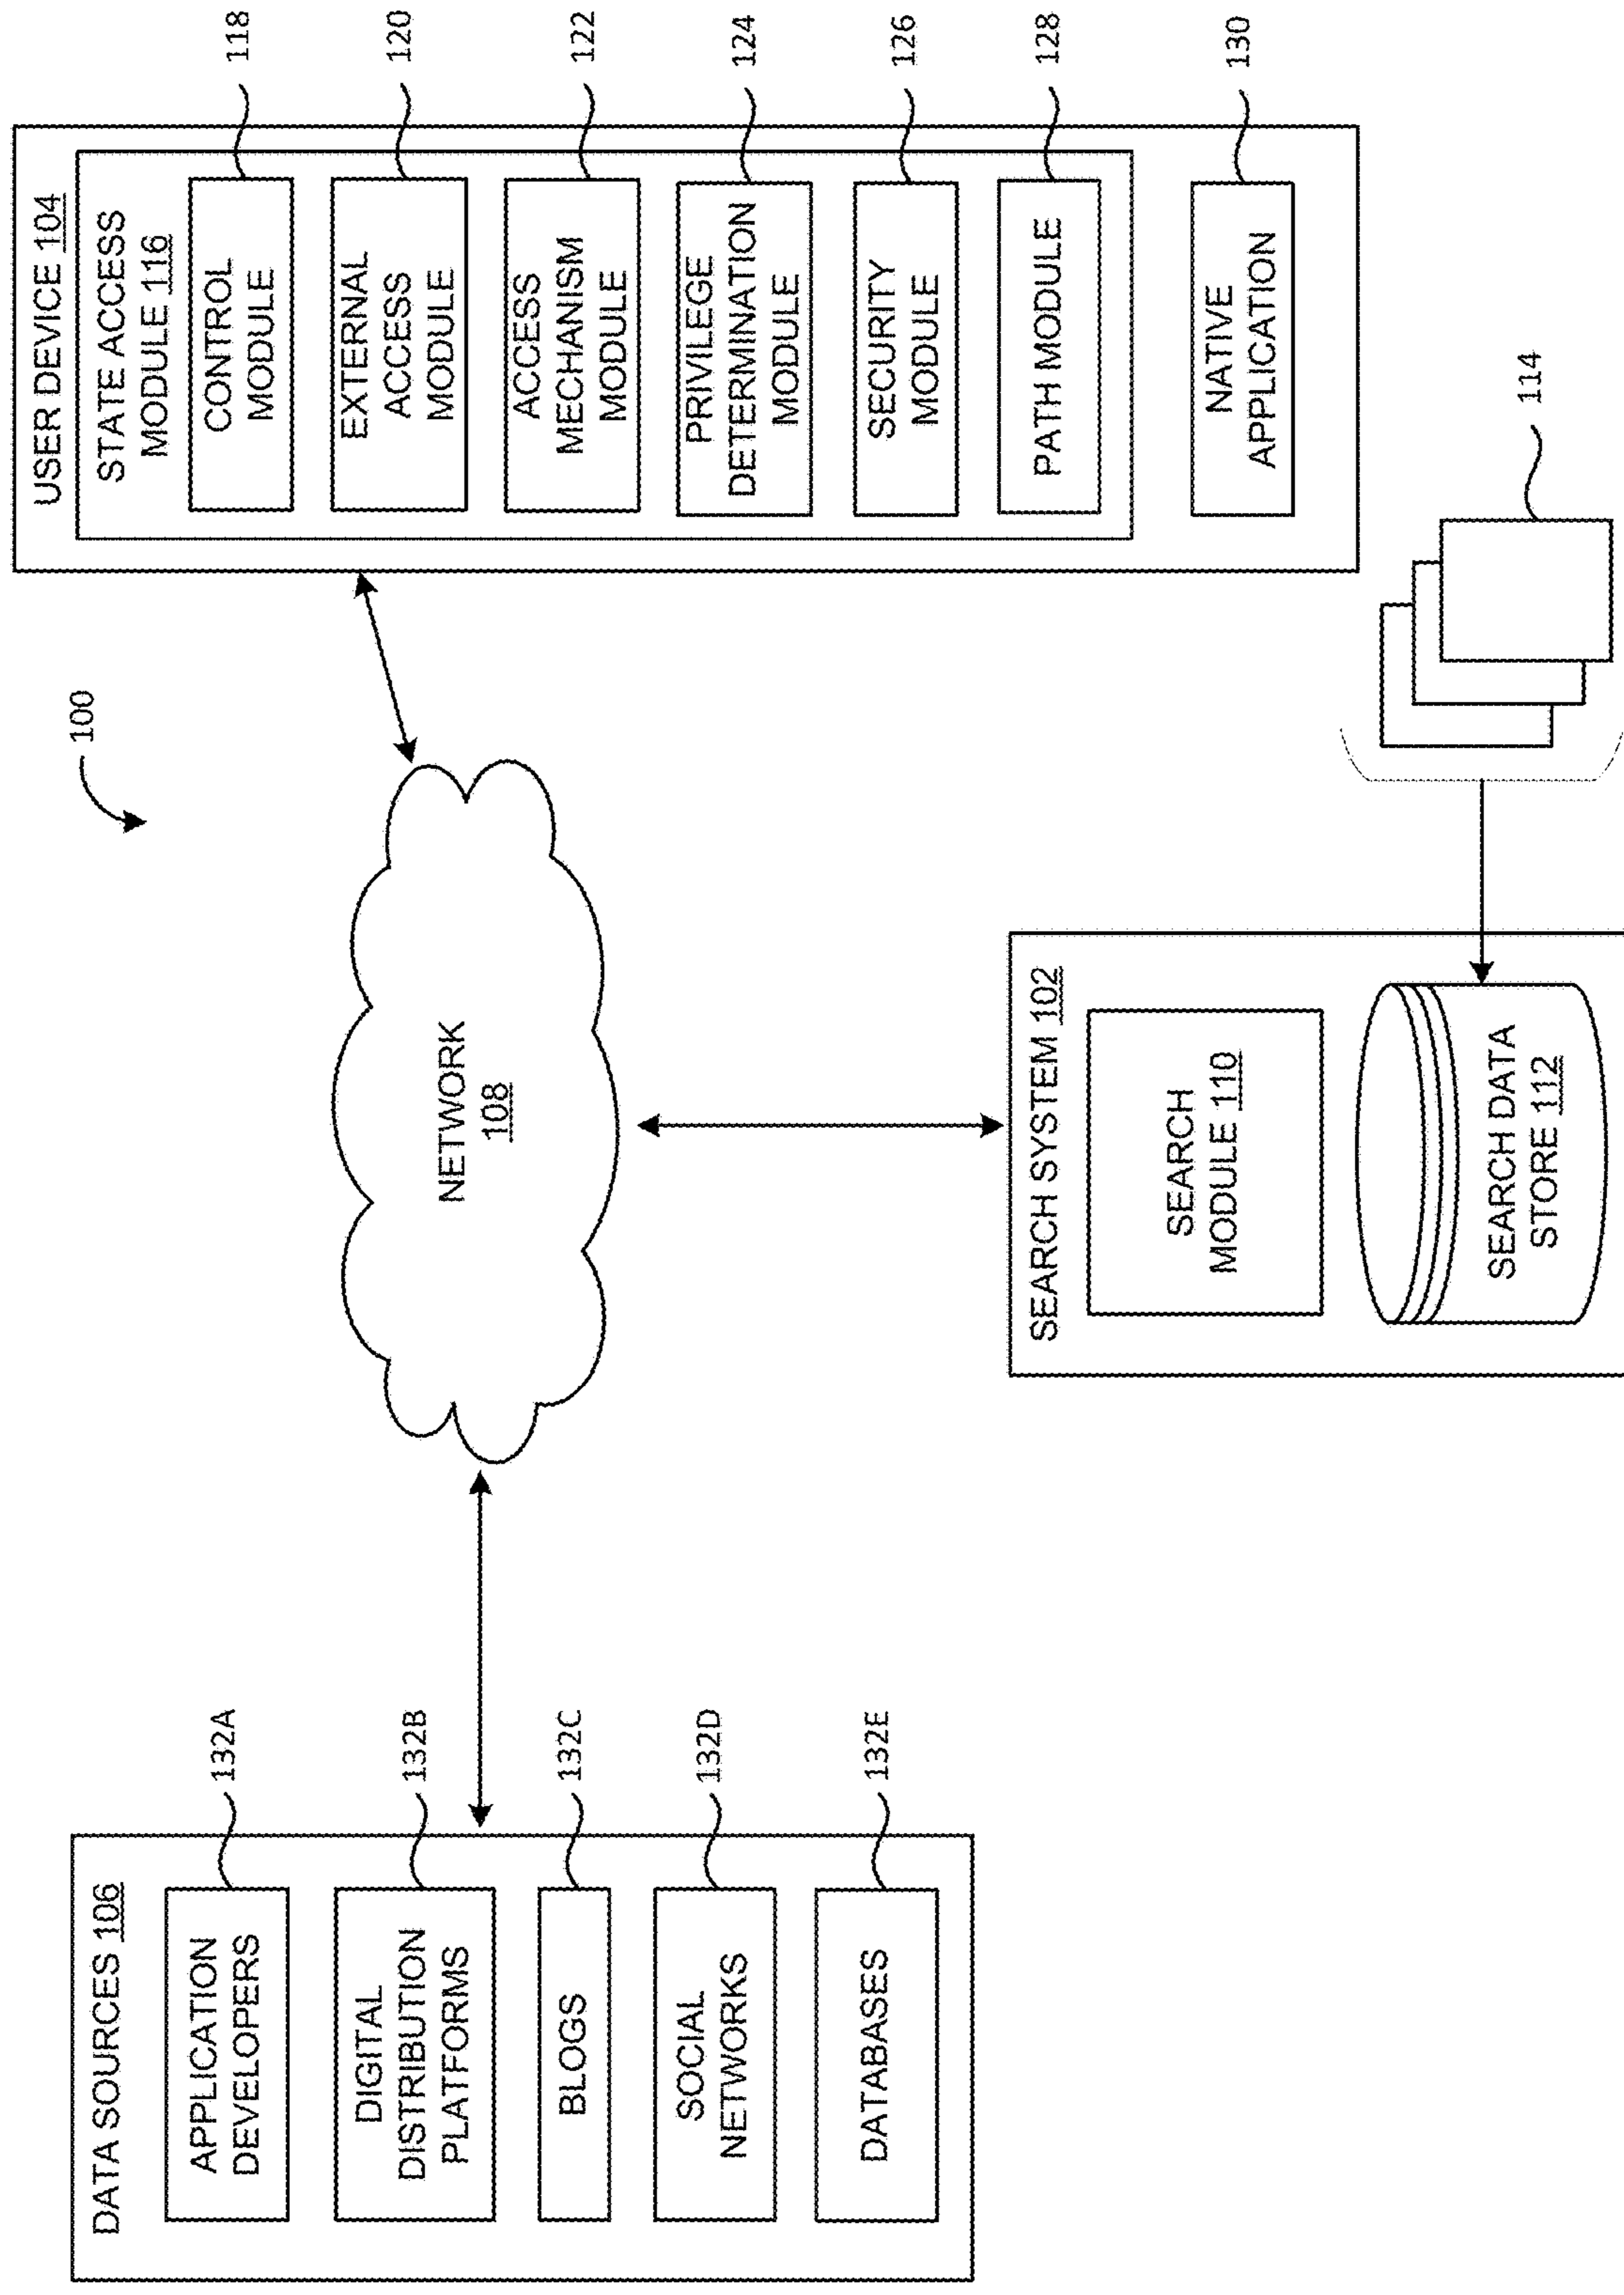 100
DATA SOURCES 106
APPLICATION
DEVELOPERS
132A
DIGITAL
DISTRIBUTION
PLATFORMS
132B
BLOGS
132C
SOCIAL
NETWORKS
132D
DATABASES
132E
NETWORK
108
USER DEVICE 104
STATE ACCESS
MODULE 116
CONTROL
MODULE
118
EXTERNAL
ACCESS
MODULE
120
ACCESS
MECHANISM
MODULE
122
PRIVILEGE
DETERMINATION
MODULE
124
SECURITY
MODULE
126
PATH MODULE
128
NATIVE
APPLICATION
130
SEARCH SYSTEM 102
SEARCH
MODULE 110
SEARCH DATA
STORE 112
114